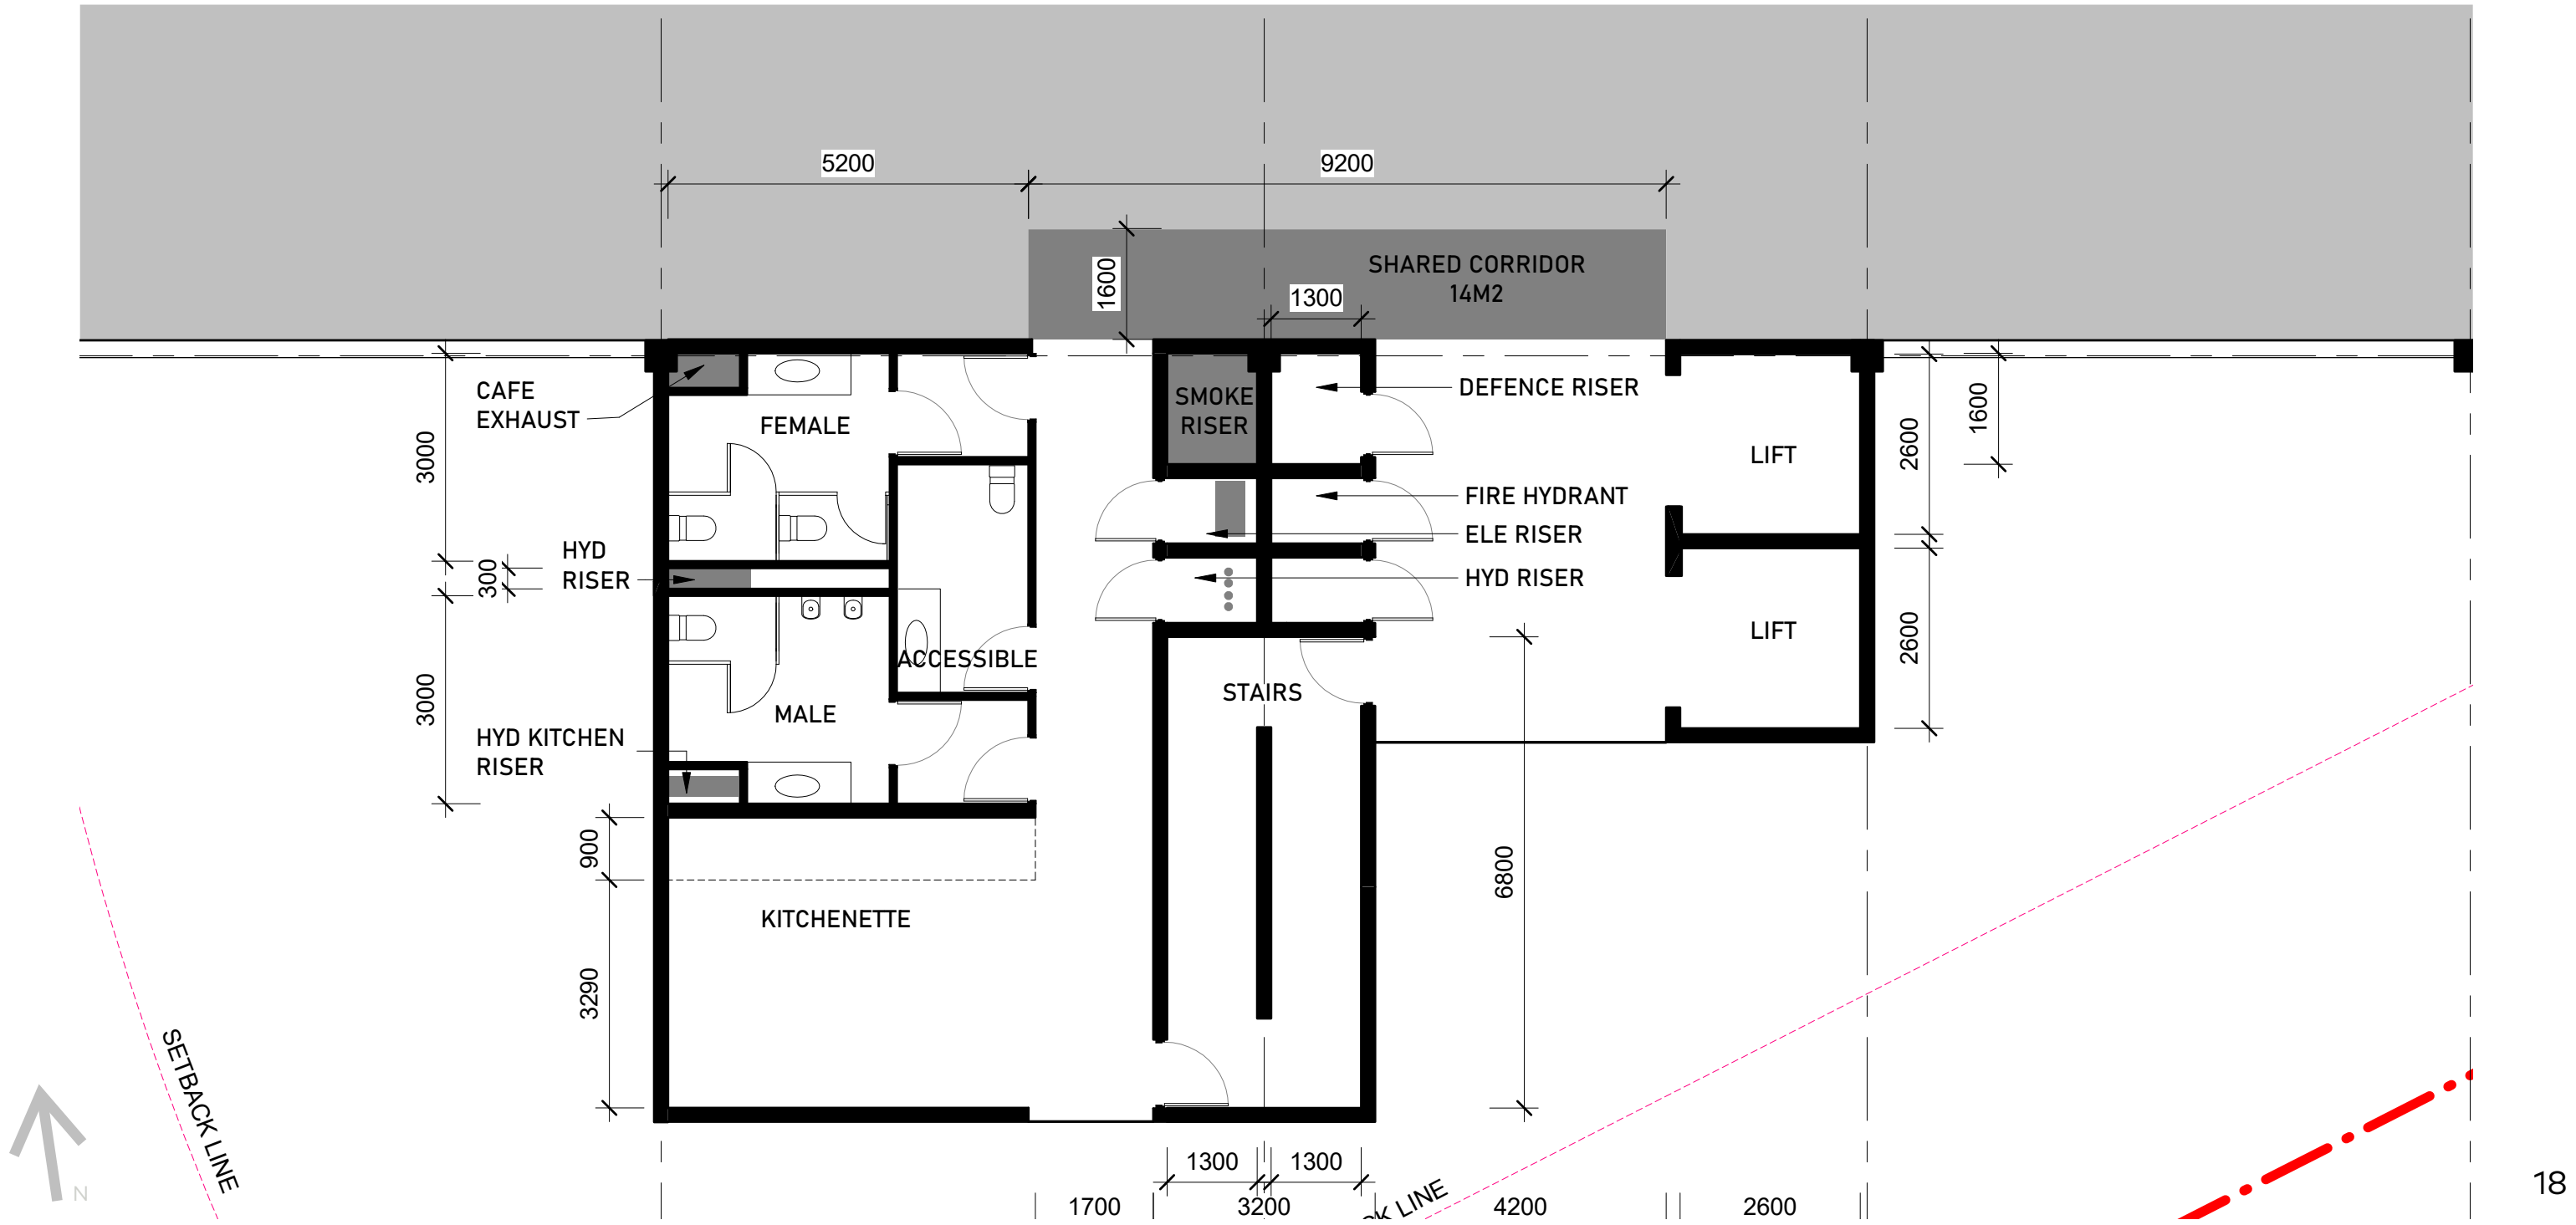 5200
9200
SHARED CORRIDOR
14M2
1600
1300
CAFE
EXHAUST
SMOKE
RISER
DEFENCE RISER
FEMALE
3000
LIFT
2600
1600
FIRE HYDRANT
ELE RISER
HYD
RISER
300
HYD RISER
LIFT
2600
ACCESSIBLE
STAIRS
3000
MALE
HYD KITCHEN
RISER
900
6800
KITCHENETTE
3290
SETBACK LINE
N
1300
1300
CK LINE
1700
3200
4200
2600
18